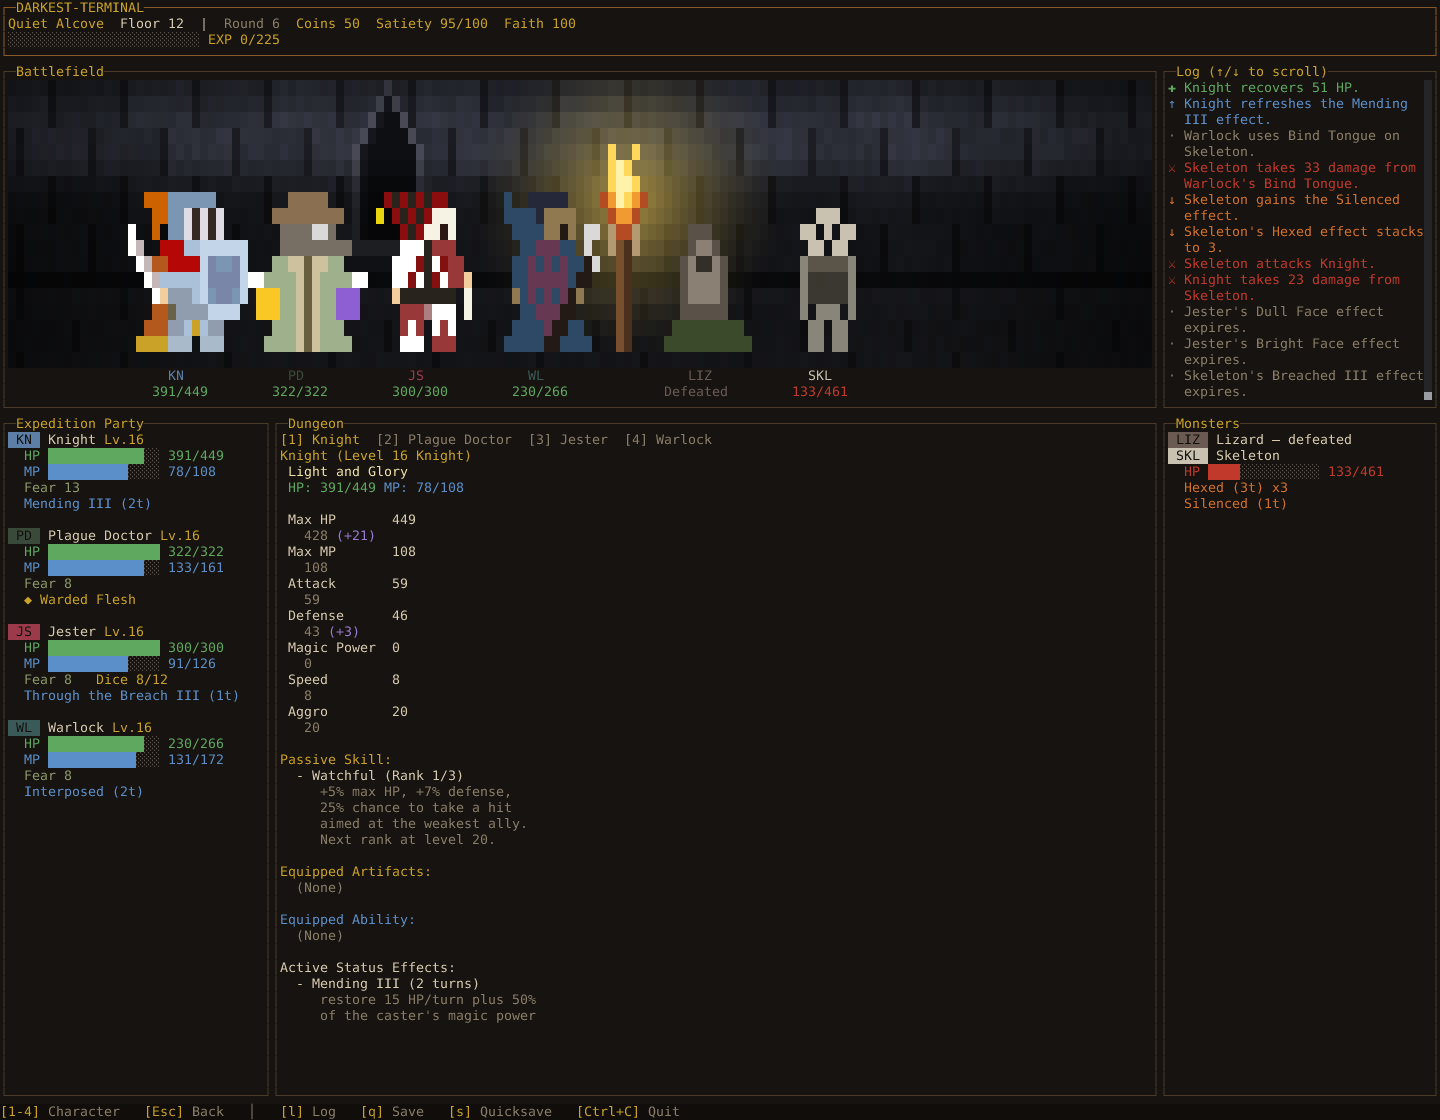 DARKEST-TERMINAL
Quiet Alcove Floor 12 | Round 6 Coins 50 Satiety 95/100 Faith 100
EXP 0/225
Battlefield
KN PD JS WL LIZ SKL
391/449 322/322 300/300 230/266 Defeated 133/461
Log (↑/↓ to scroll)
✚ Knight recovers 51 HP.
↑ Knight refreshes the Mending
III effect.
· Warlock uses Bind Tongue on
Skeleton.
⚔ Skeleton takes 33 damage from
Warlock's Bind Tongue.
↓ Skeleton gains the Silenced
effect.
↓ Skeleton's Hexed effect stacks
to 3.
⚔ Skeleton attacks Knight.
⚔ Knight takes 23 damage from
Skeleton.
· Jester's Dull Face effect
expires.
· Jester's Bright Face effect
expires.
· Skeleton's Breached III effect
expires.
Expedition Party
KN Knight Lv.16
HP 391/449
MP 78/108
Fear 13
Mending III (2t)
PD Plague Doctor Lv.16
HP 322/322
MP 133/161
Fear 8
◆ Warded Flesh
JS Jester Lv.16
HP 300/300
MP 91/126
Fear 8 Dice 8/12
Through the Breach III (1t)
WL Warlock Lv.16
HP 230/266
MP 131/172
Fear 8
Interposed (2t)
Dungeon
[1] Knight [2] Plague Doctor [3] Jester [4] Warlock
Knight (Level 16 Knight)
Light and Glory
HP: 391/449 MP: 78/108
Max HP 449
428 (+21)
Max MP 108
108
Attack 59
59
Defense 46
43 (+3)
Magic Power 0
0
Speed 8
8
Aggro 20
20
Passive Skill:
- Watchful (Rank 1/3)
+5% max HP, +7% defense,
25% chance to take a hit
aimed at the weakest ally.
Next rank at level 20.
Equipped Artifacts:
(None)
Equipped Ability:
(None)
Active Status Effects:
- Mending III (2 turns)
restore 15 HP/turn plus 50%
of the caster's magic power
Monsters
LIZ Lizard — defeated
SKL Skeleton
HP 133/461
Hexed (3t) x3
Silenced (1t)
[1-4] Character [Esc] Back | [l] Log [q] Save [s] Quicksave [Ctrl+C] Quit